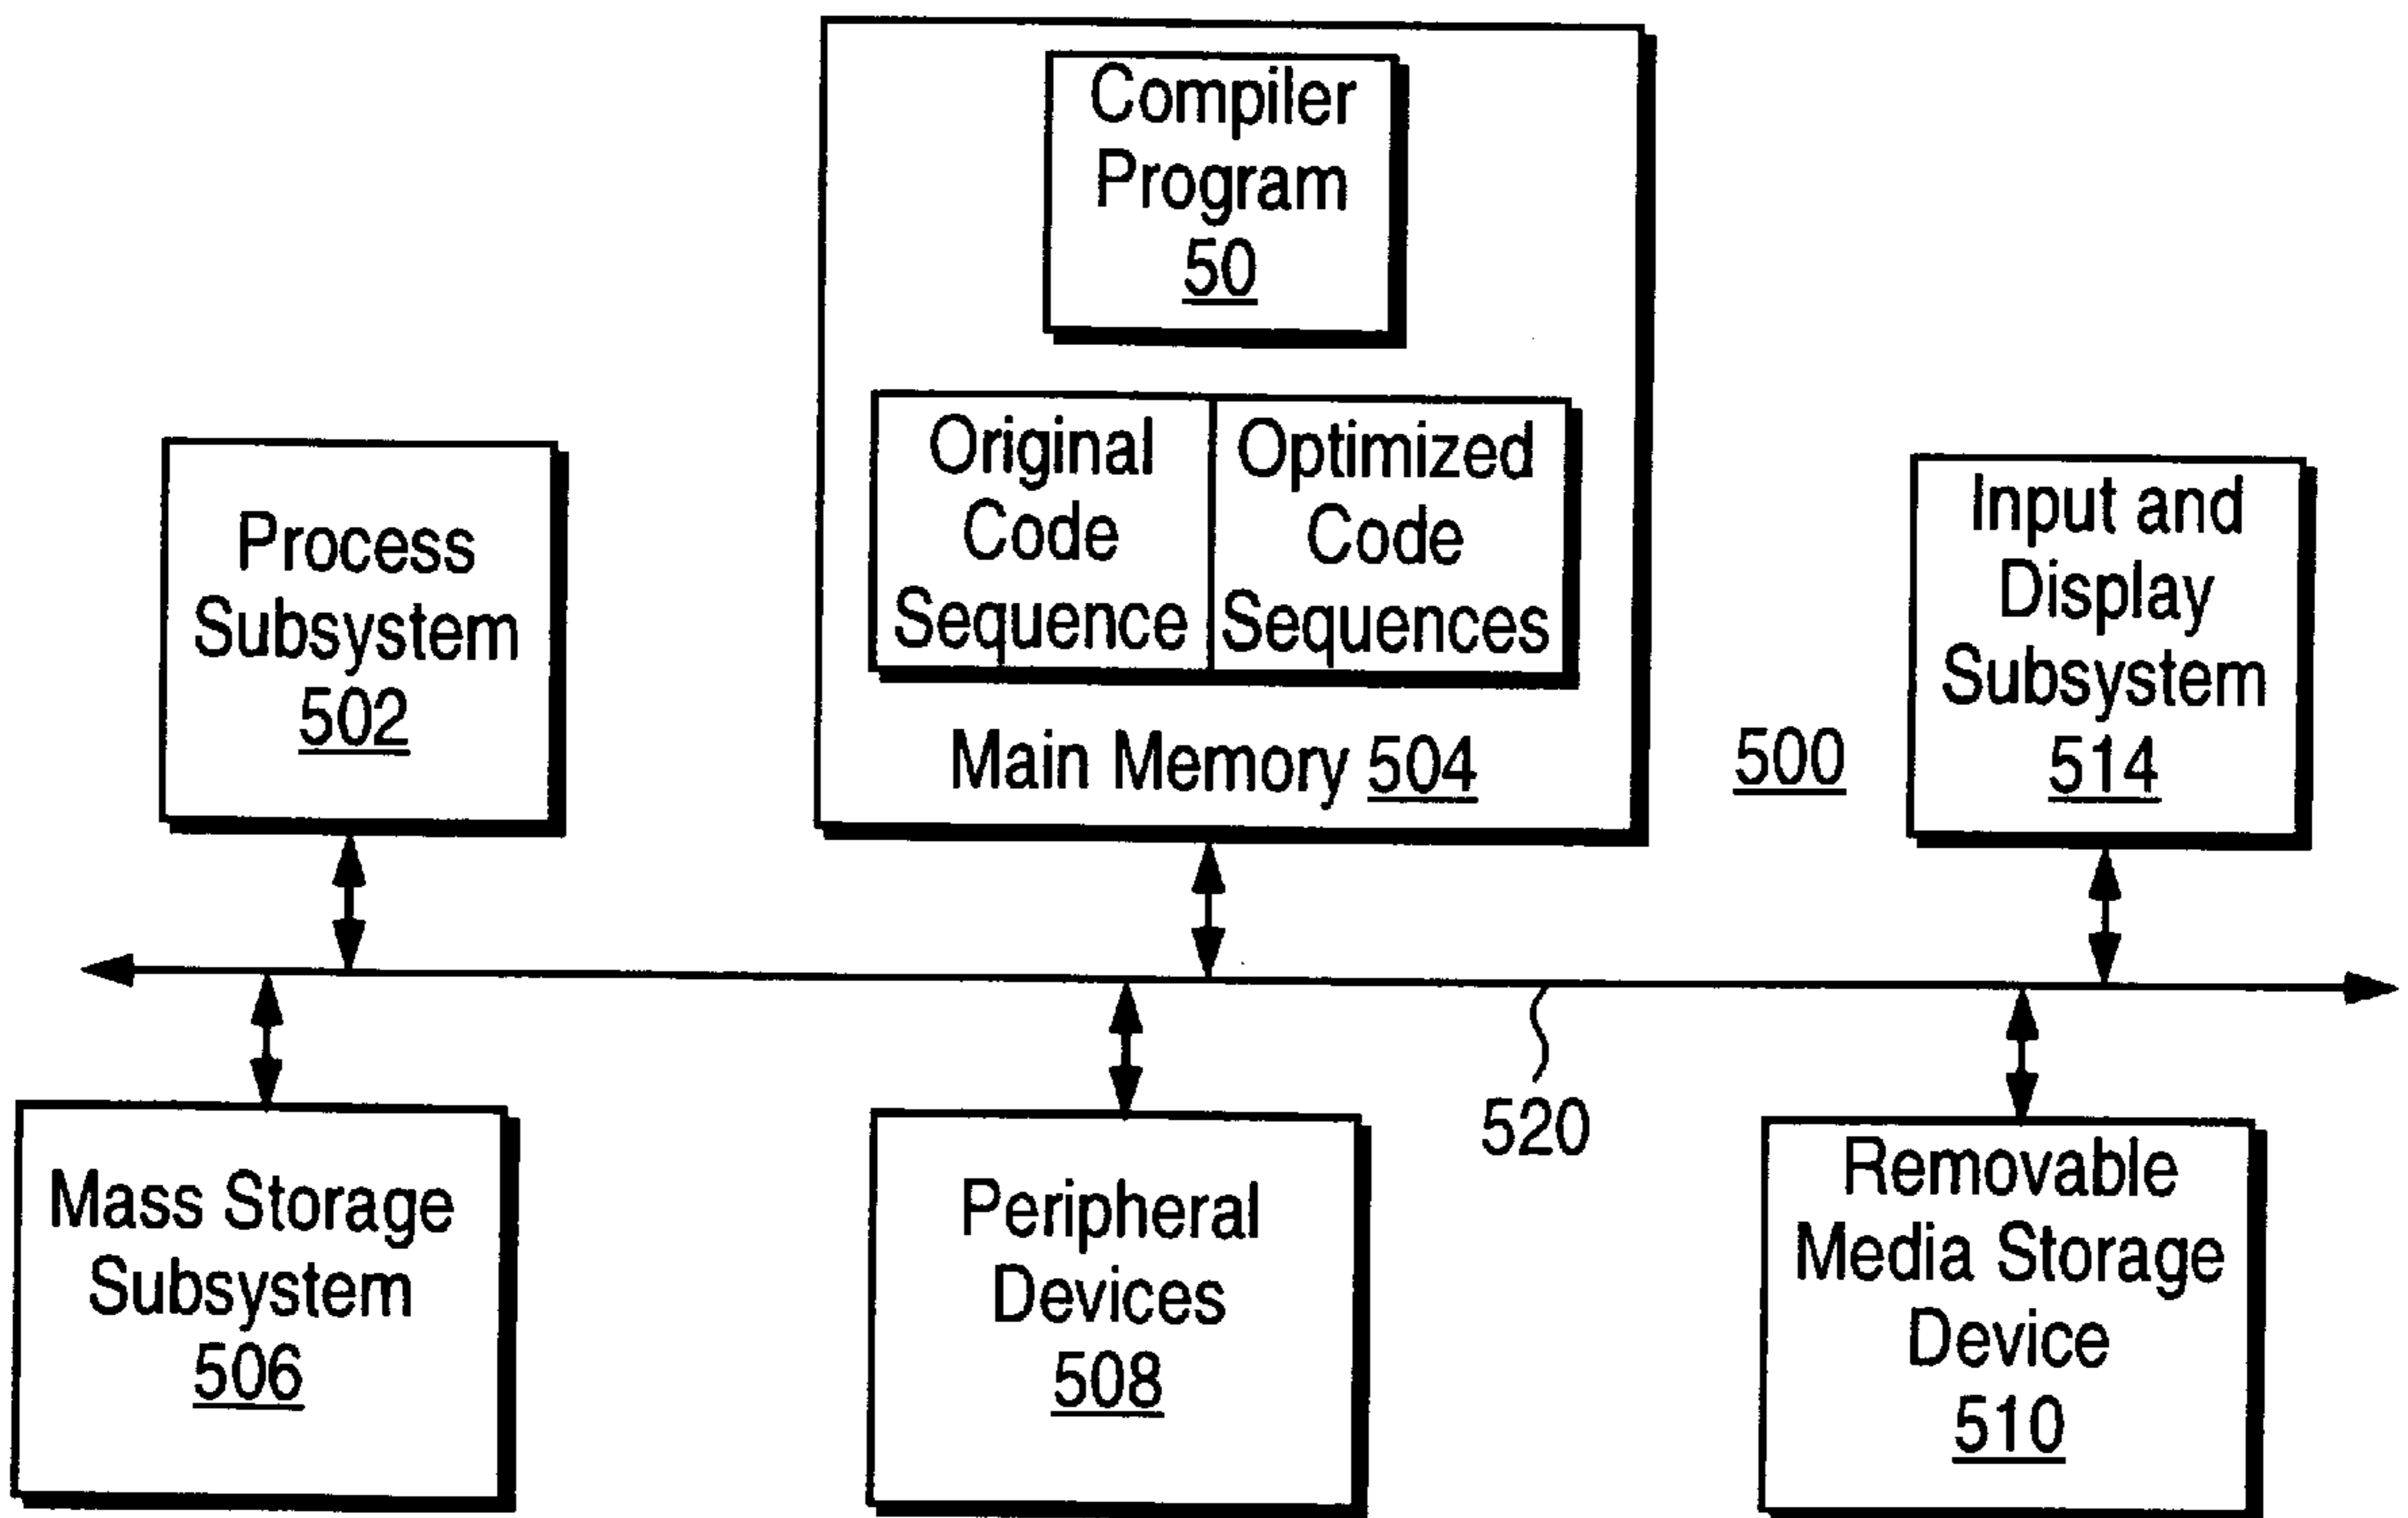 Compiler
Program
50
Original
Code
Sequence
Optimized
Code
Sequences
Main Memory 504
Process
Subsystem
502
500
Input and
Display
Subsystem
514
520
Mass Storage
Subsystem
506
Peripheral
Devices
508
Removable
Media Storage
Device
510